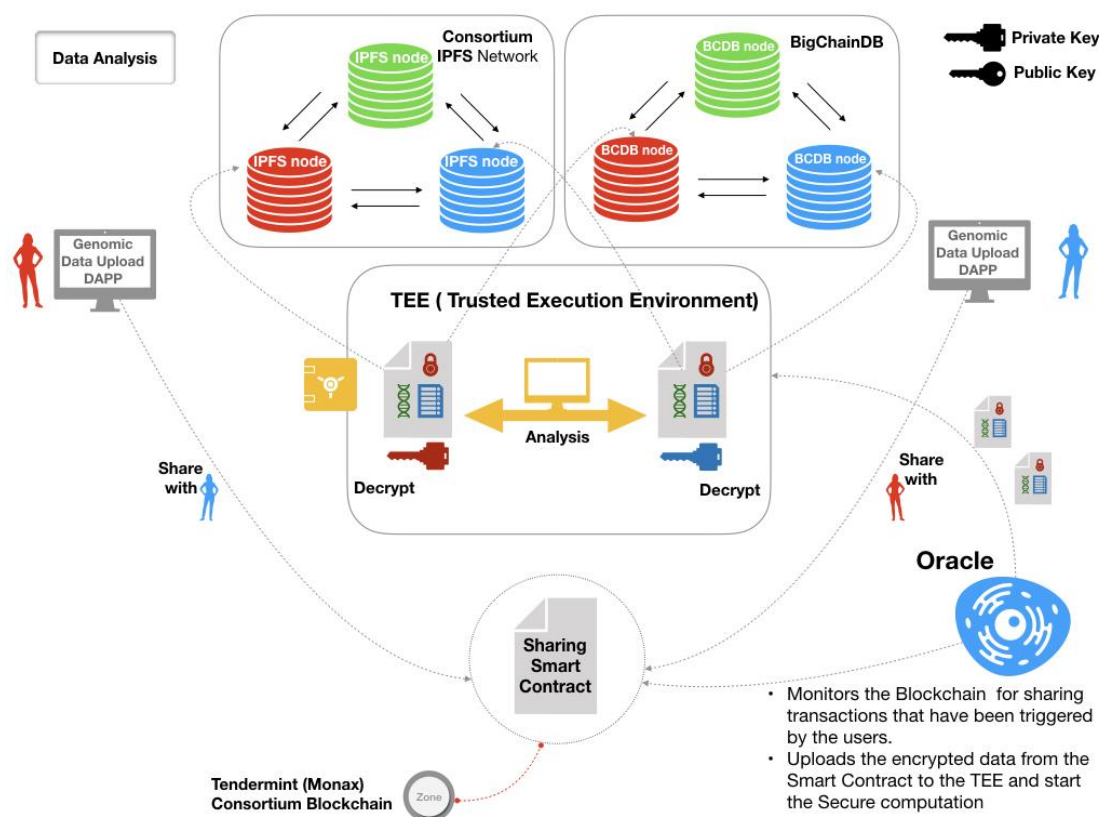 Data Analysis
Consortium
IPFS Network
IPFS node
IPFS node
IPFS node
BigChainDB
BCDB node
BCDB node
BCDB node
Private Key
Public Key
Genomic
Data Upload
DAPP
Genomic
Data Upload
DAPP
TEE ( Trusted Execution Environment)
Analysis
Decrypt
Decrypt
Share
with
Share
with
Oracle
Sharing
Smart
Contract
• Monitors the Blockchain for sharing
transactions that have been triggered
by the users.
• Uploads the encrypted data from the
Smart Contract to the TEE and start
the Secure computation
Tendermint (Monax)
Consortium Blockchain
Zone